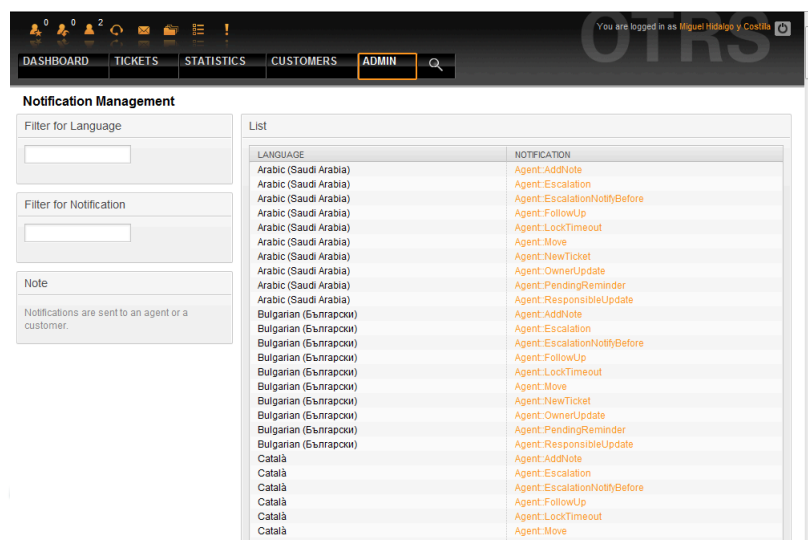 0 0 2
You are logged in as Miguel Hidalgo y Costilla
OTRS
DASHBOARD TICKETS STATISTICS CUSTOMERS ADMIN
Notification Management
Filter for Language
Filter for Notification
Note
Notifications are sent to an agent or a
customer.
List
LANGUAGE NOTIFICATION
Arabic (Saudi Arabia) Agent::AddNote
Arabic (Saudi Arabia) Agent::Escalation
Arabic (Saudi Arabia) Agent::EscalationNotifyBefore
Arabic (Saudi Arabia) Agent::FollowUp
Arabic (Saudi Arabia) Agent::LockTimeout
Arabic (Saudi Arabia) Agent::Move
Arabic (Saudi Arabia) Agent::NewTicket
Arabic (Saudi Arabia) Agent::OwnerUpdate
Arabic (Saudi Arabia) Agent::PendingReminder
Arabic (Saudi Arabia) Agent::ResponsibleUpdate
Bulgarian (Български) Agent::AddNote
Bulgarian (Български) Agent::Escalation
Bulgarian (Български) Agent::EscalationNotifyBefore
Bulgarian (Български) Agent::FollowUp
Bulgarian (Български) Agent::LockTimeout
Bulgarian (Български) Agent::Move
Bulgarian (Български) Agent::NewTicket
Bulgarian (Български) Agent::OwnerUpdate
Bulgarian (Български) Agent::PendingReminder
Bulgarian (Български) Agent::ResponsibleUpdate
Català Agent::AddNote
Català Agent::Escalation
Català Agent::EscalationNotifyBefore
Català Agent::FollowUp
Català Agent::LockTimeout
Català Agent::Move